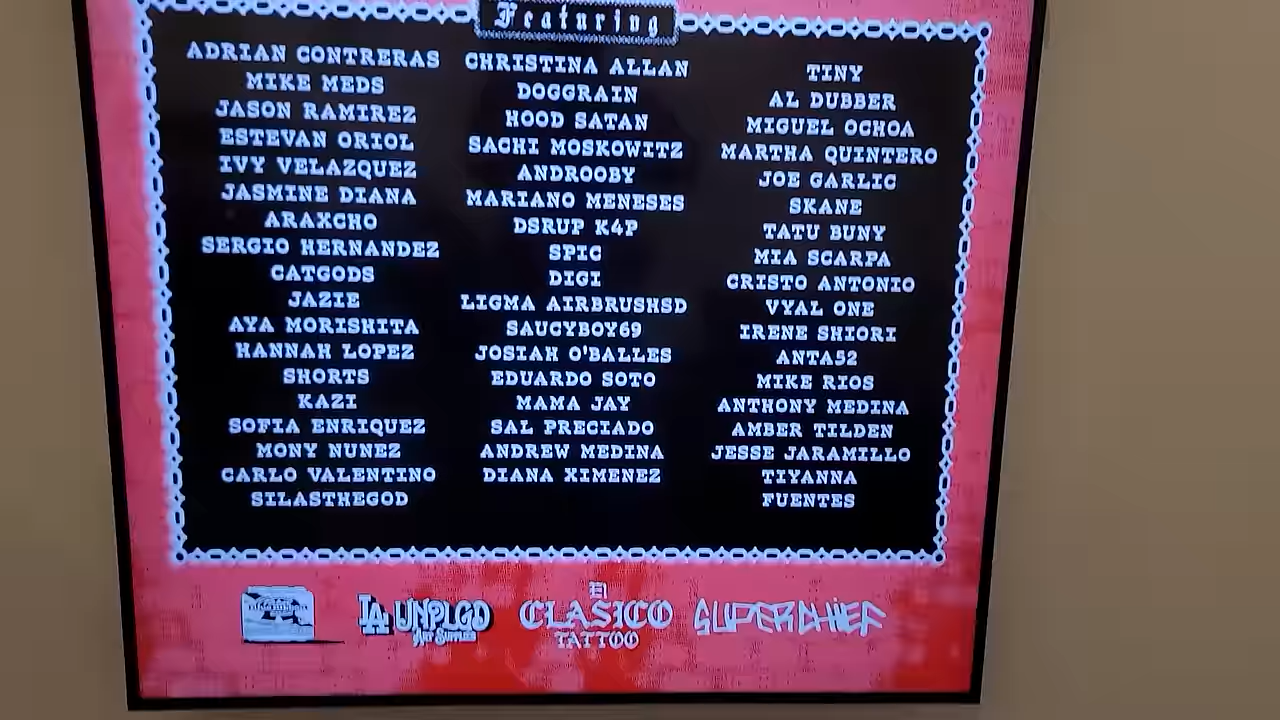 Featuring
ADRIAN CONTRERAS
MIKE MEDS
JASON RAMIREZ
ESTEVAN ORIOL
IVY VELAZQUEZ
JASMINE DIANA
ARAXCHO
SERGIO HERNANDEZ
CATGODS
JAZIE
AYA MORISHITA
HANNAH LOPEZ
SHORTS
KAZI
SOFIA ENRIQUEZ
MONY NUNEZ
CARLO VALENTINO
SILASTHEGOD
CHRISTINA ALLAN
DOGGRAIN
HOOD SATAN
SACHI MOSKOWITZ
ANDROOBY
MARIANO MENESES
DSRUP K4P
SPIC
DIGI
LIGMA AIRBRUSHSD
SAUCYBOY69
JOSIAH O'BALLES
EDUARDO SOTO
MAMA JAY
SAL PRECIADO
ANDREW MEDINA
DIANA XIMENEZ
TINY
AL DUBBER
MIGUEL OCHOA
MARTHA QUINTERO
JOE GARLIC
SKANE
TATU BUNY
MIA SCARPA
CRISTO ANTONIO
VYAL ONE
IRENE SHIORI
ANTA52
MIKE RIOS
ANTHONY MEDINA
AMBER TILDEN
JESSE JARAMILLO
TIYANNA
FUENTES
LA UNPLGD
ART SUPPLIES
El
CLASICO
TATTOO
SUPERCHIEF